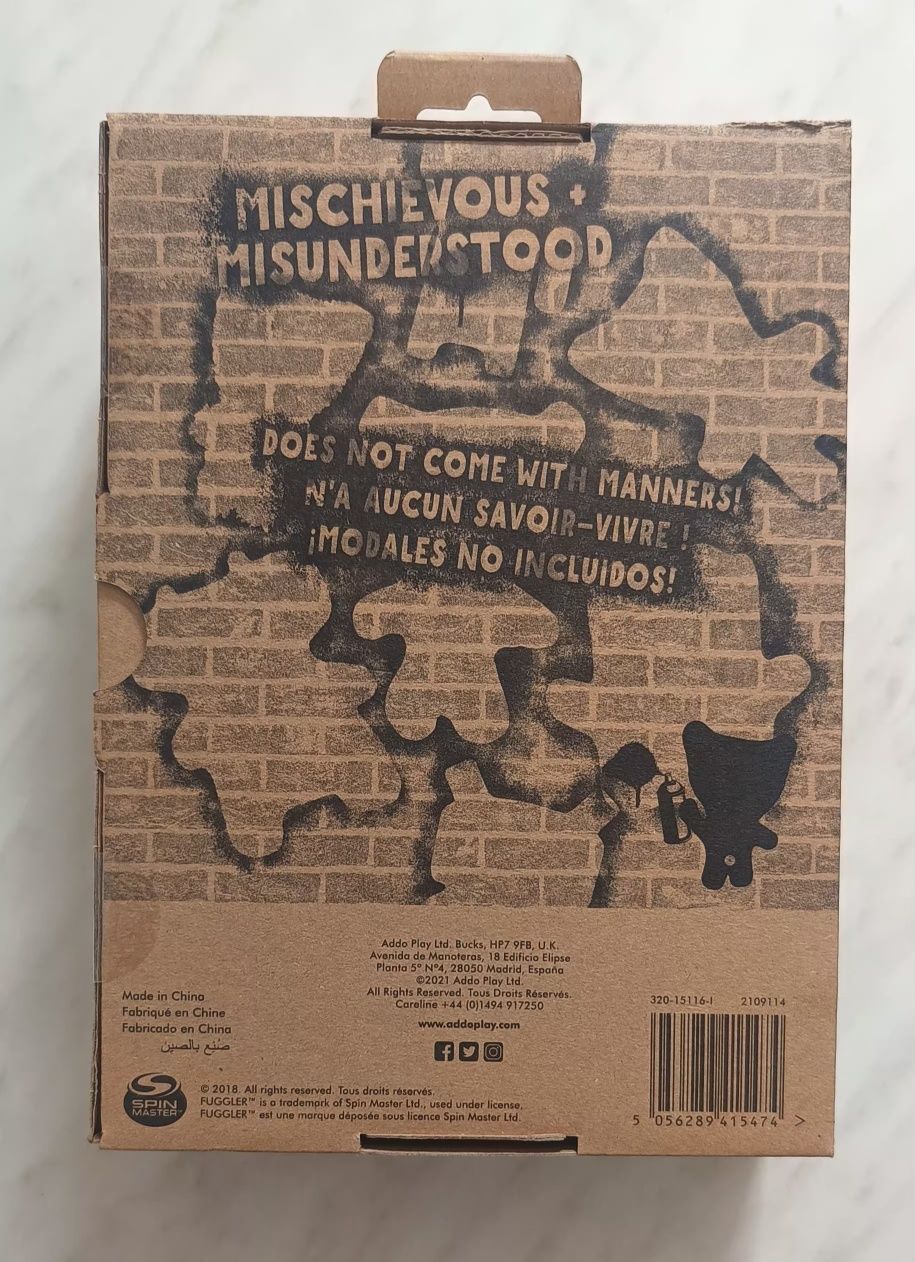 MISCHIEVOUS +
MISUNDERSTOOD
DOES NOT COME WITH MANNERS!
N'A AUCUN SAVOIR-VIVRE !
¡MODALES NO INCLUIDOS!
Addo Play Ltd. Bucks, HP7 9FB, U.K.
Avenida de Manoteras, 18 Edificio Elipse
Planta 5º Nº4, 28050 Madrid, España
©2021 Addo Play Ltd.
All Rights Reserved. Tous Droits Réservés.
Careline +44 (0)1494 917250
www.addoplay.com
Made in China
Fabriqué en Chine
Fabricado en China
صُنِع بالصين
320-15116-I 2109114
5 056289 415474 >
SPIN
MASTER™
© 2018. All rights reserved. Tous droits réservés.
FUGGLER™ is a trademark of Spin Master Ltd., used under license.
FUGGLER™ est une marque déposée sous licence Spin Master Ltd.